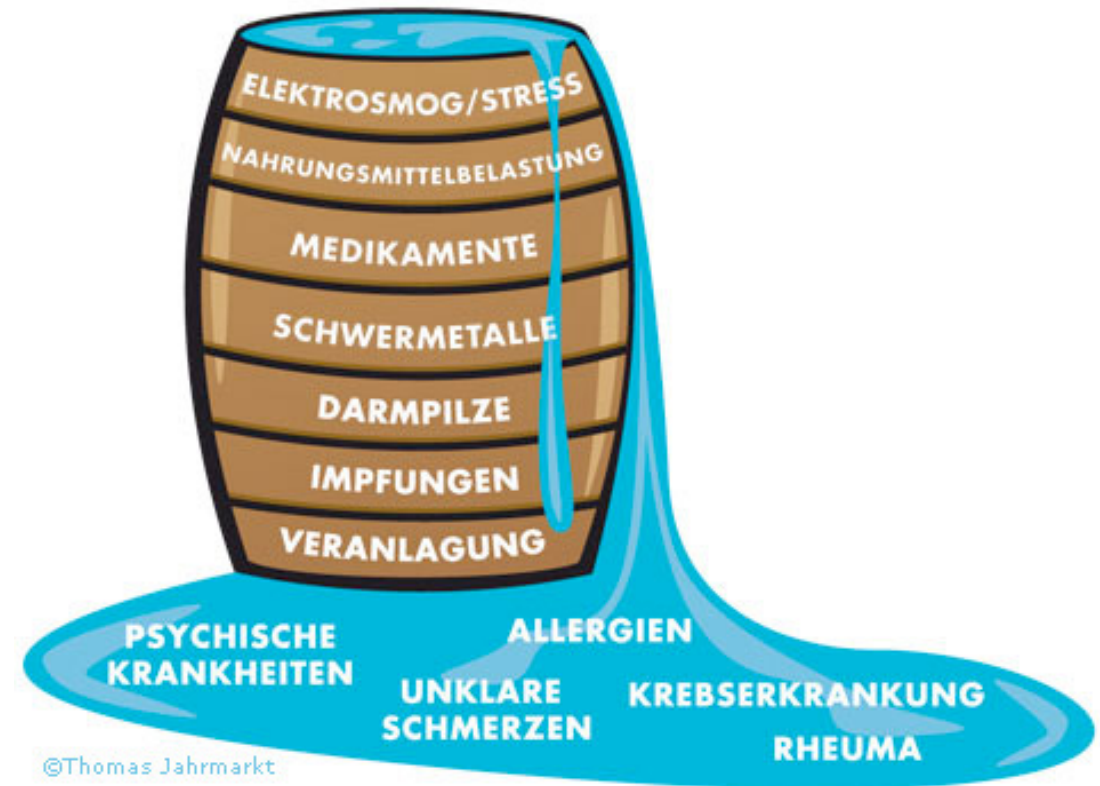 ELEKTROSMOG/STRESS
NAHRUNGSMITTELBELASTUNG
MEDIKAMENTE
SCHWERMETALLE
DARMPILZE
IMPFUNGEN
VERANLAGUNG
PSYCHISCHE
KRANKHEITEN
ALLERGIEN
UNKLARE
SCHMERZEN
KREBSERKRANKUNG
RHEUMA
©Thomas Jahrmarkt